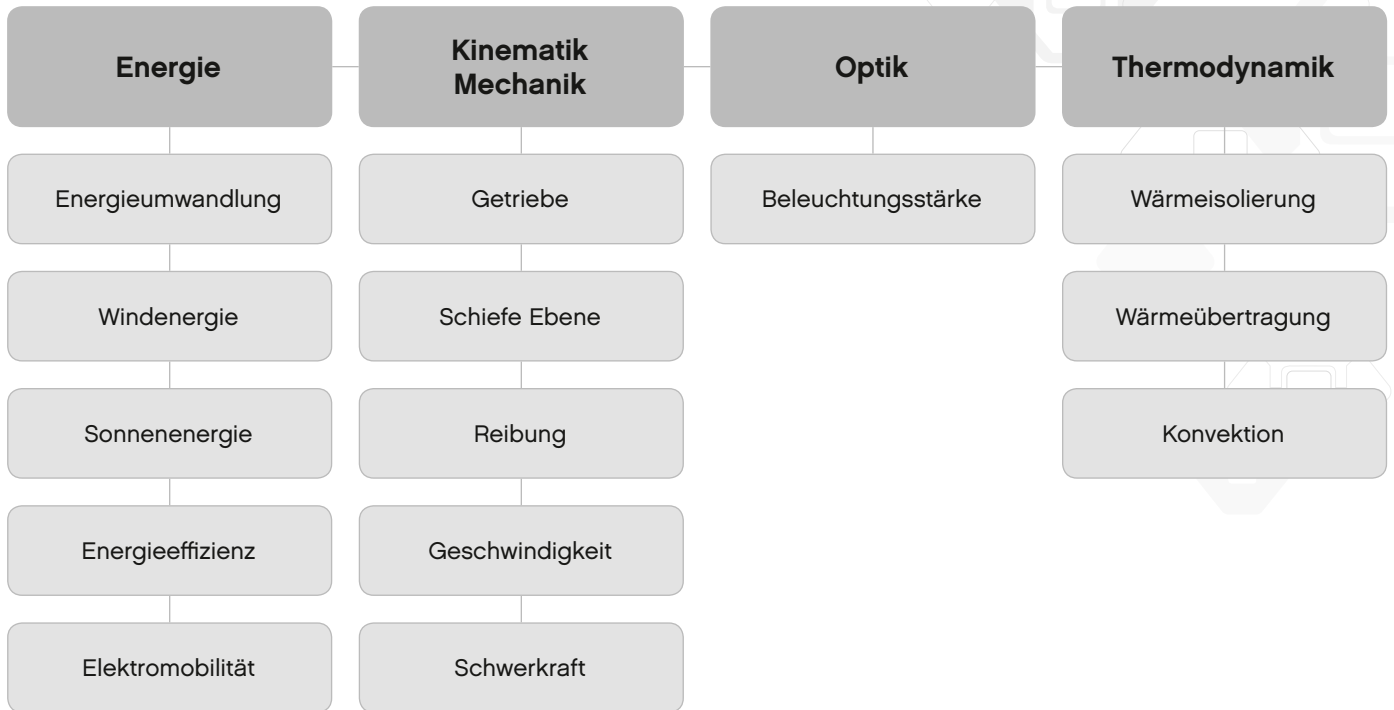 Energie
Energieumwandlung
Windenergie
Sonnenenergie
Energieeffizienz
Elektromobilität
Kinematik
Mechanik
Getriebe
Schiefe Ebene
Reibung
Geschwindigkeit
Schwerkraft
Optik
Beleuchtungsstärke
Thermodynamik
Wärmeisolierung
Wärmeübertragung
Konvektion